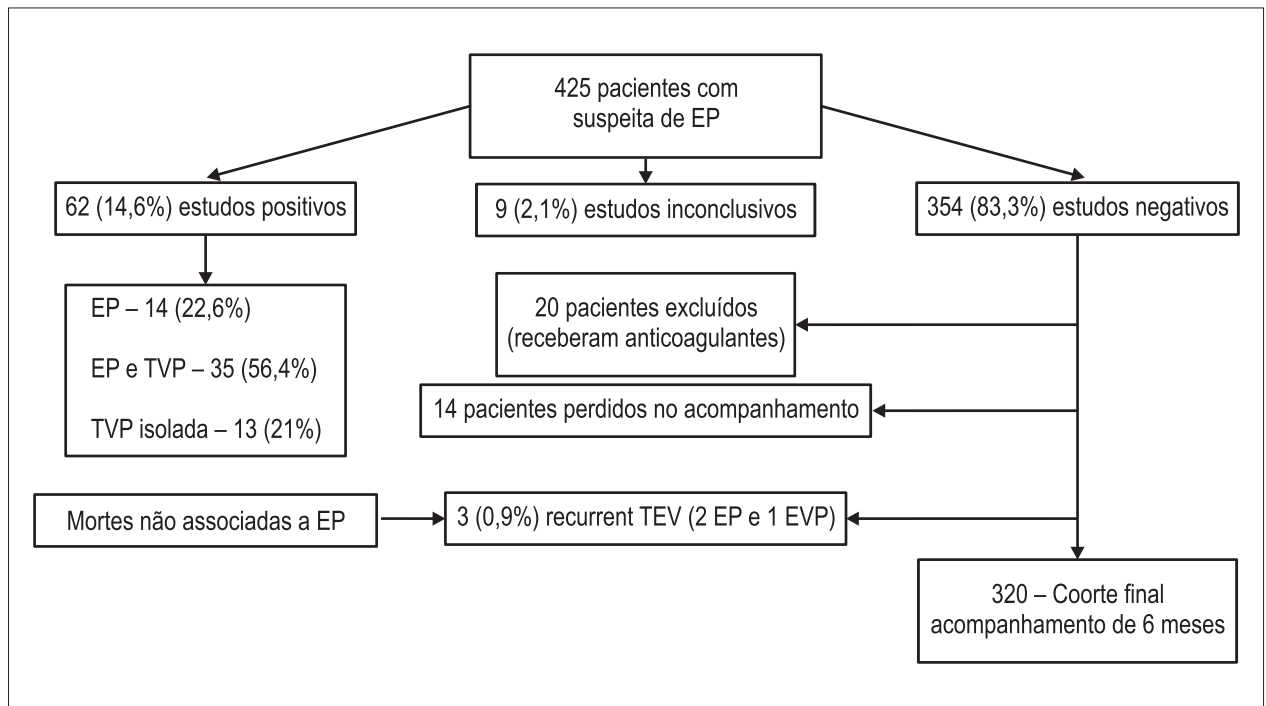 425 pacientes com
suspeita de EP
62 (14,6%) estudos positivos
9 (2,1%) estudos inconclusivos
354 (83,3%) estudos negativos
EP – 14 (22,6%)
EP e TVP – 35 (56,4%)
TVP isolada – 13 (21%)
20 pacientes excluídos
(receberam anticoagulantes)
14 pacientes perdidos no acompanhamento
Mortes não associadas a EP
3 (0,9%) recurrent TEV (2 EP e 1 EVP)
320 – Coorte final
acompanhamento de 6 meses